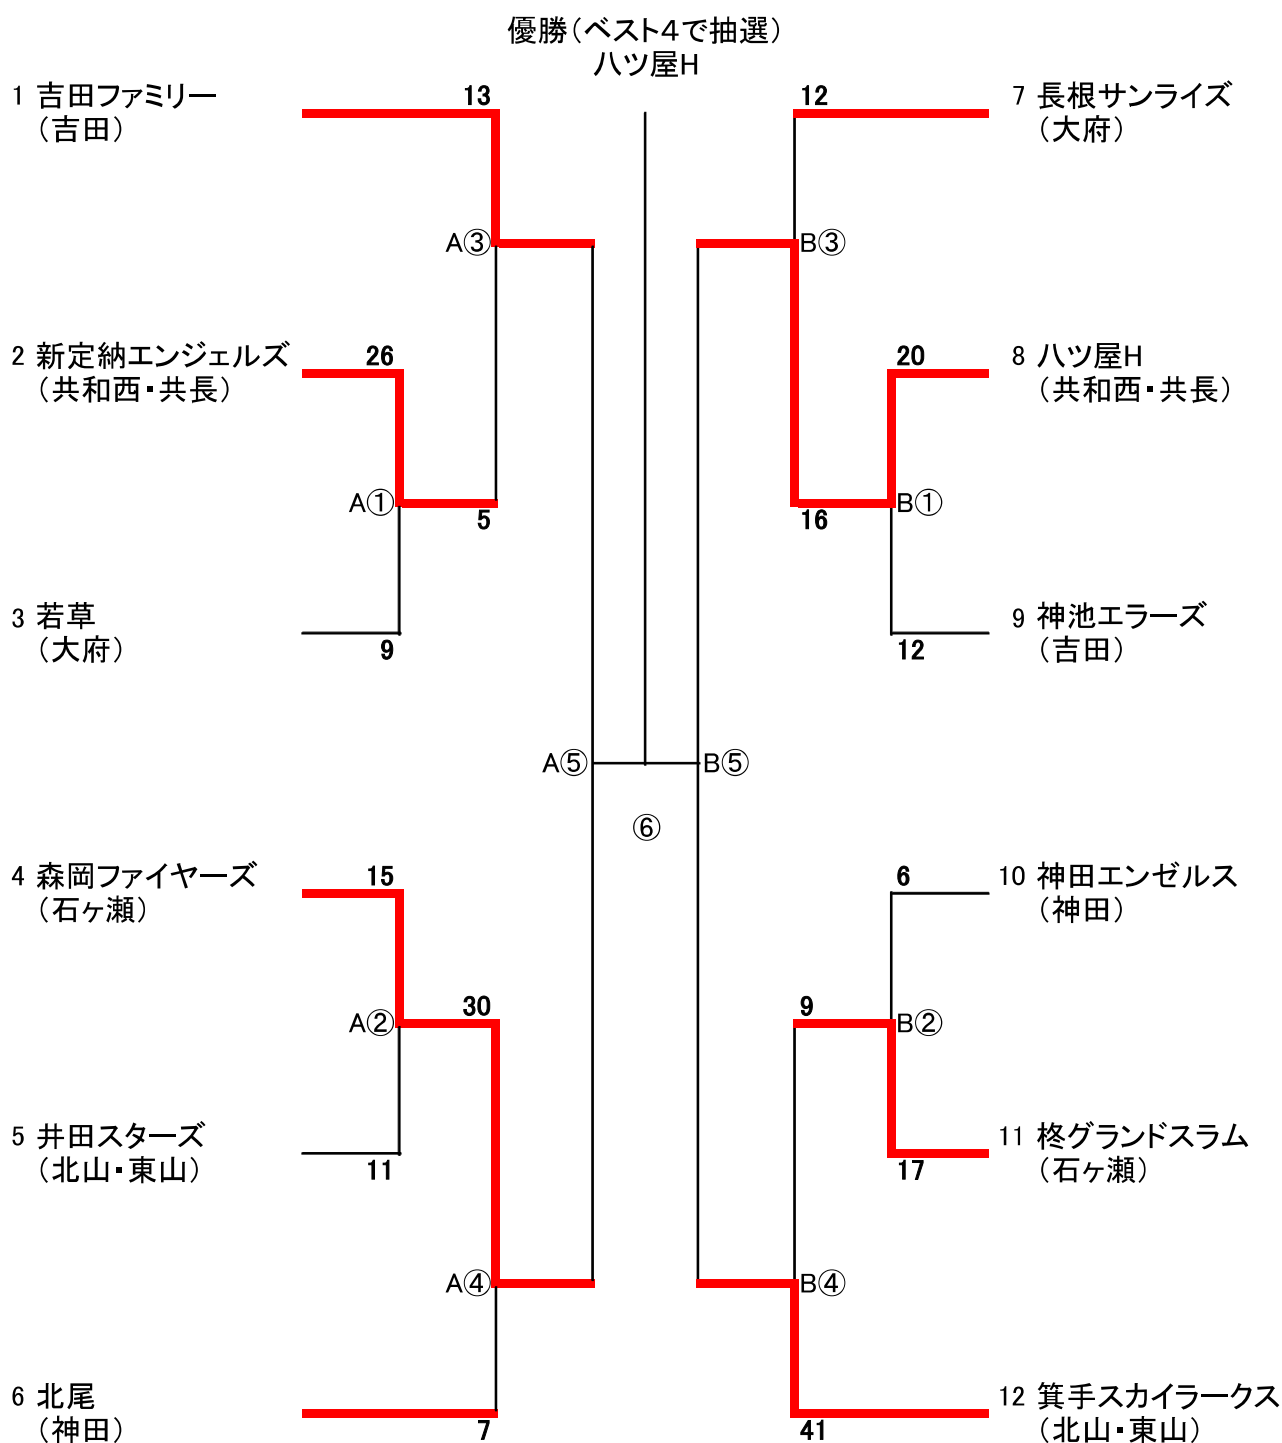 優勝(ベスト4で抽選)
八ツ屋H
1 吉田ファミリー
(吉田)
13
A③
2 新定納エンジェルズ
(共和西・共長)
26
A①
5
3 若草
(大府)
9
4 森岡ファイヤーズ
(石ヶ瀬)
15
A②
30
5 井田スターズ
(北山・東山)
11
A④
6 北尾
(神田)
7
A⑤
B⑤
⑥
12
7 長根サンライズ
(大府)
B③
20
8 八ツ屋H
(共和西・共長)
16
B①
12
9 神池エラーズ
(吉田)
6
10 神田エンゼルス
(神田)
9
B②
17
11 柊グランドスラム
(石ヶ瀬)
B④
41
12 箕手スカイラークス
(北山・東山)